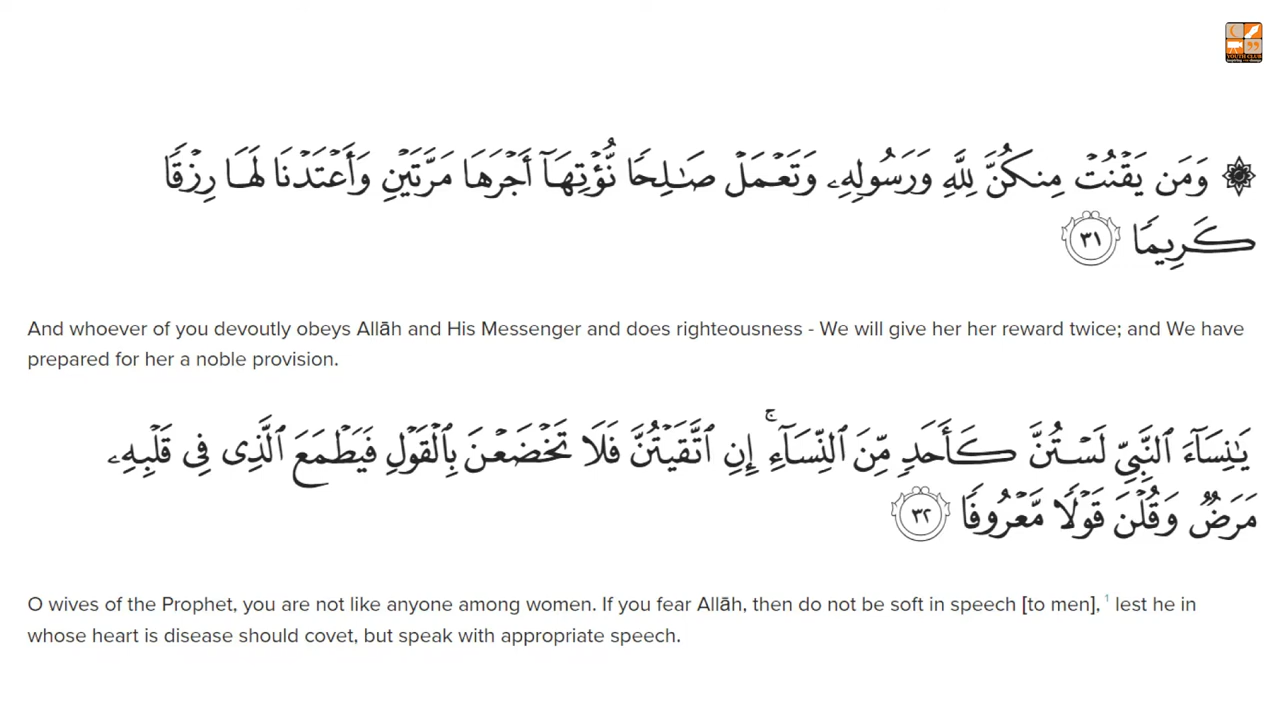 YOUTH CLUB
۞ وَمَن يَقْنُتْ مِنكُنَّ لِلَّهِ وَرَسُولِهِۦ وَتَعْمَلْ صَـٰلِحًا نُّؤْتِهَآ أَجْرَهَا مَرَّتَيْنِ وَأَعْتَدْنَا لَهَا رِزْقًا
كَرِيمًا ٣١
And whoever of you devoutly obeys Allāh and His Messenger and does righteousness - We will give her her reward twice; and We have
prepared for her a noble provision.
يَـٰنِسَآءَ ٱلنَّبِىِّ لَسْتُنَّ كَأَحَدٍ مِّنَ ٱلنِّسَآءِ ۚ إِنِ ٱتَّقَيْتُنَّ فَلَا تَخْضَعْنَ بِٱلْقَوْلِ فَيَطْمَعَ ٱلَّذِى فِى قَلْبِهِۦ
مَرَضٌ وَقُلْنَ قَوْلًا مَّعْرُوفًا ٣٢
O wives of the Prophet, you are not like anyone among women. If you fear Allāh, then do not be soft in speech [to men], 1 lest he in
whose heart is disease should covet, but speak with appropriate speech.